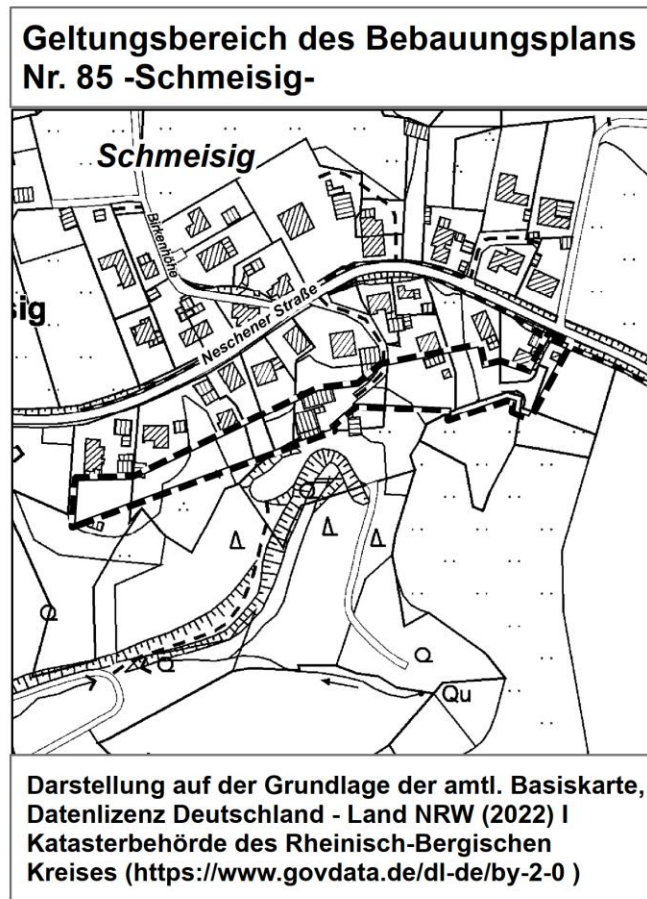 Geltungsbereich des Bebauungsplans
Nr. 85 -Schmeisig-
Schmeisig
Birkenhöhe
sig
Neschener Straße
Qu
Darstellung auf der Grundlage der amtl. Basiskarte,
Datenlizenz Deutschland - Land NRW (2022) I
Katasterbehörde des Rheinisch-Bergischen
Kreises (https://www.govdata.de/dl-de/by-2-0 )